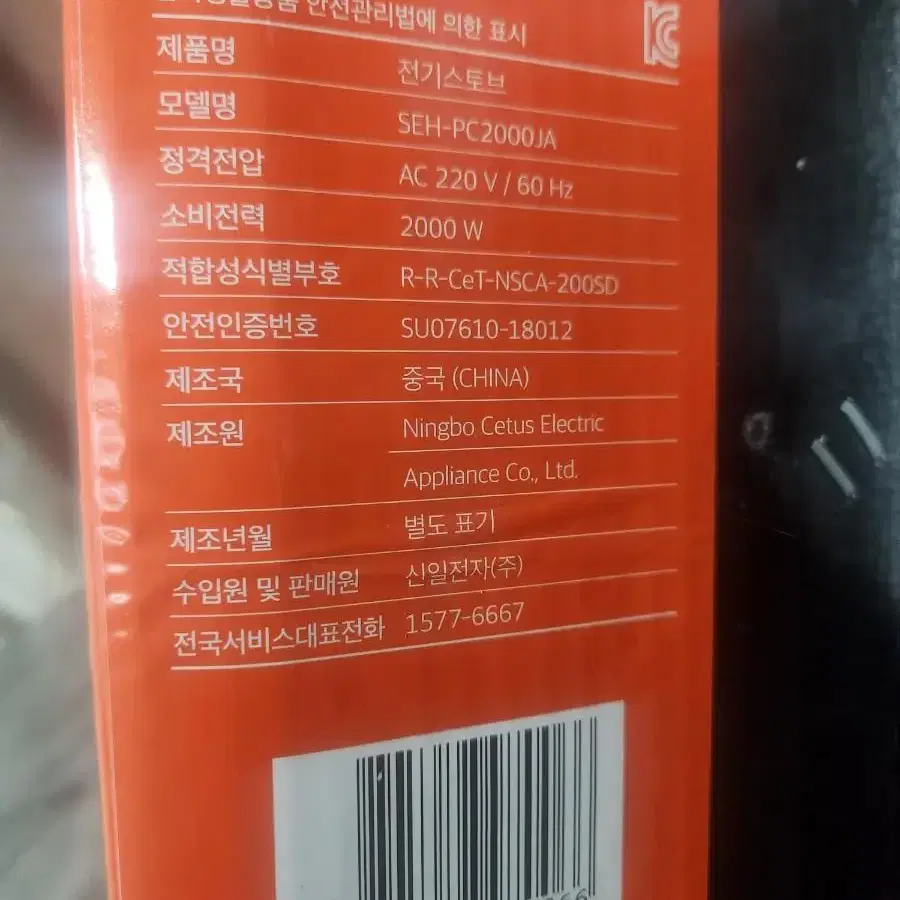 안전관리법에 의한 표시
제품명 전기스토브
모델명 SEH-PC2000JA
정격전압 AC 220 V / 60 Hz
소비전력 2000 W
적합성식별부호 R-R-CeT-NSCA-200SD
안전인증번호 SU07610-18012
제조국 중국 (CHINA)
제조원 Ningbo Cetus Electric
Appliance Co., Ltd.
제조년월 별도 표기
수입원 및 판매원 신일전자(주)
전국서비스대표전화 1577-6667